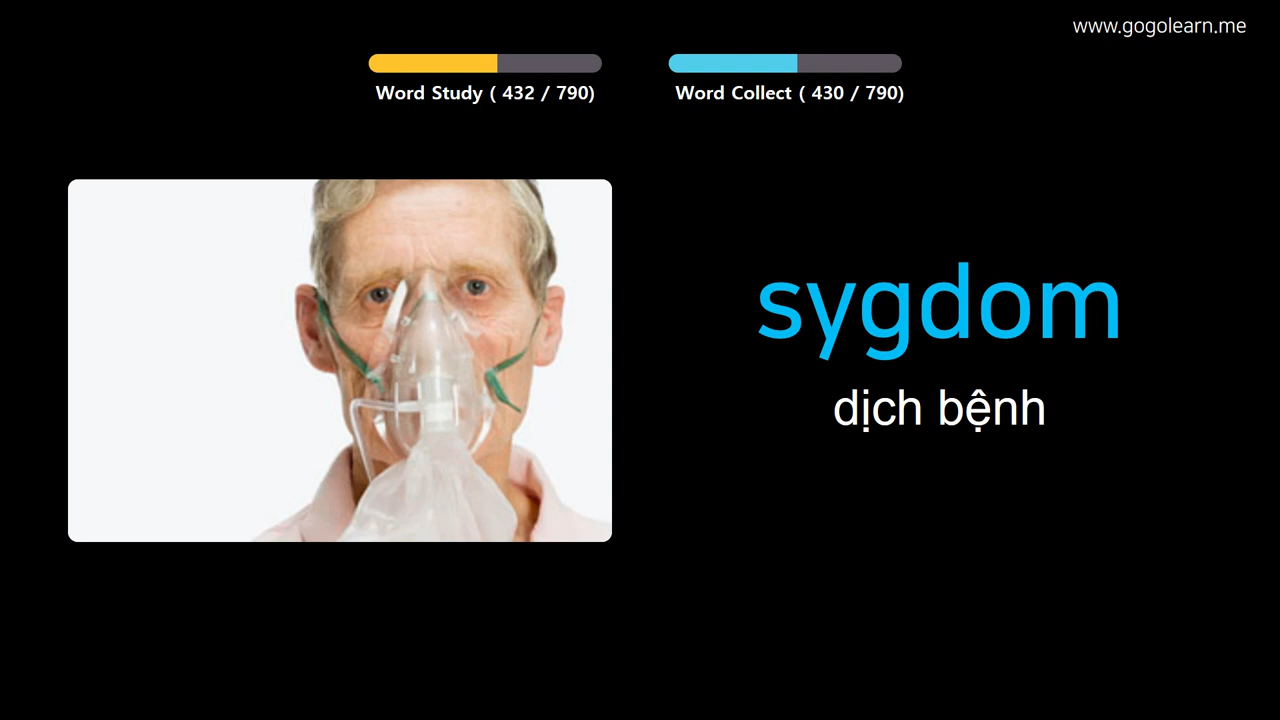 www.gogolearn.me
Word Study ( 432 / 790)
Word Collect ( 430 / 790)
sygdom
dịch bệnh